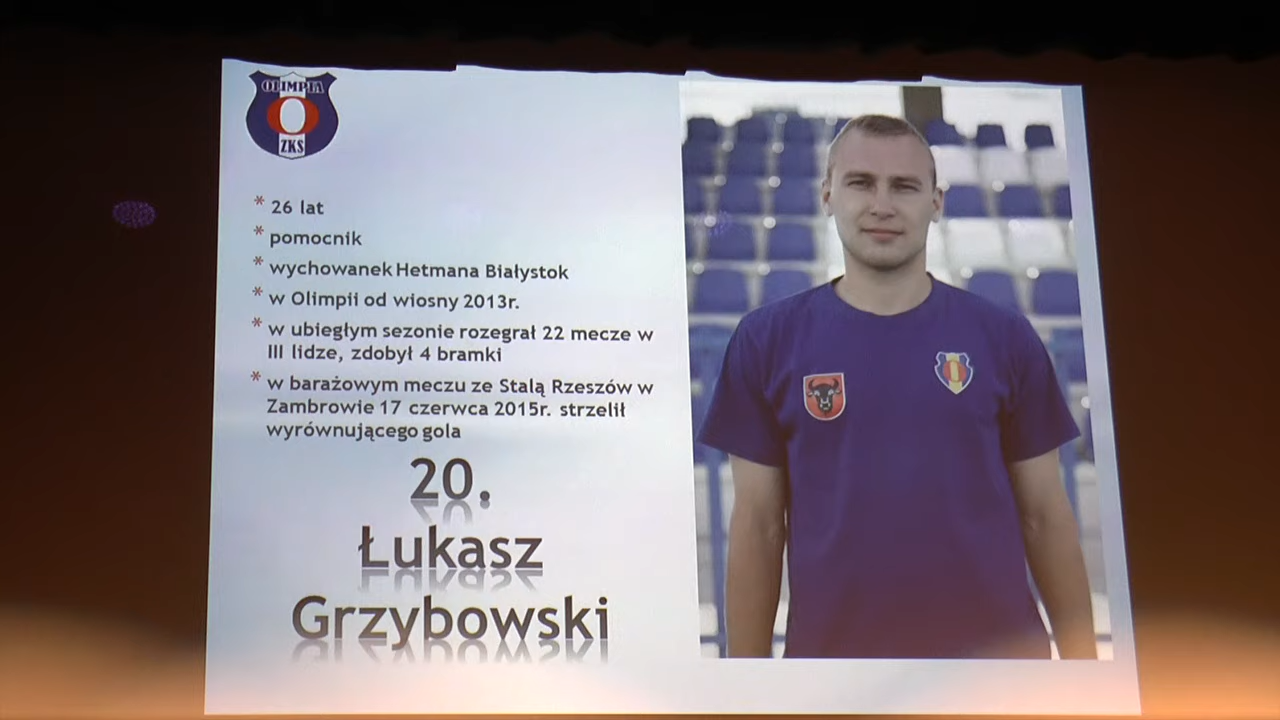 OLIMPIA
ZKS
* 26 lat
* pomocnik
* wychowanek Hetmana Białystok
* w Olimpii od wiosny 2013r.
* w ubiegłym sezonie rozegrał 22 mecze w
III lidze, zdobył 4 bramki
* w barażowym meczu ze Stalą Rzeszów w
Zambrowie 17 czerwca 2015r. strzelił
wyrównującego gola
20.
Łukasz
Grzybowski